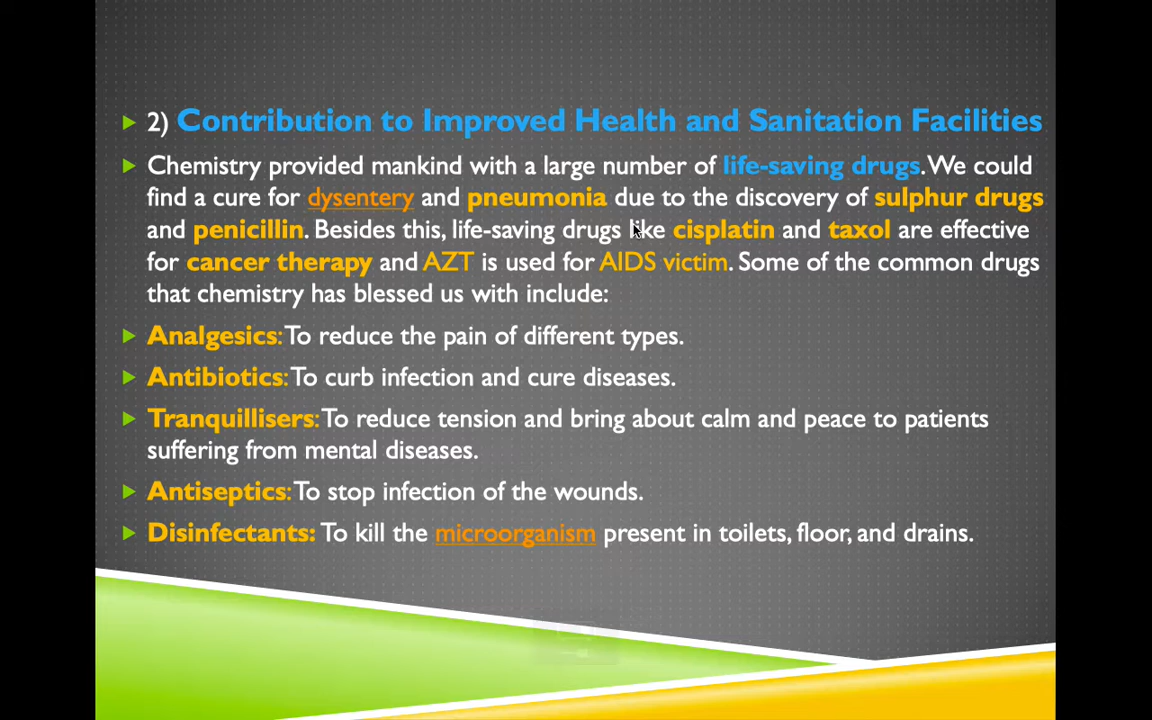 2) Contribution to Improved Health and Sanitation Facilities
Chemistry provided mankind with a large number of life-saving drugs. We could
find a cure for dysentery and pneumonia due to the discovery of sulphur drugs
and penicillin. Besides this, life-saving drugs like cisplatin and taxol are effective
for cancer therapy and AZT is used for AIDS victim. Some of the common drugs
that chemistry has blessed us with include:
Analgesics: To reduce the pain of different types.
Antibiotics: To curb infection and cure diseases.
Tranquillisers: To reduce tension and bring about calm and peace to patients
suffering from mental diseases.
Antiseptics: To stop infection of the wounds.
Disinfectants: To kill the microorganism present in toilets, floor, and drains.